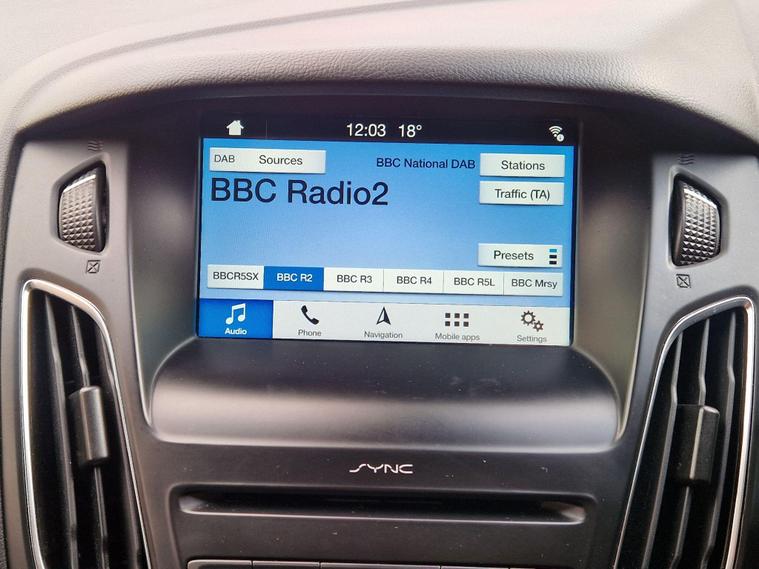 12:03 18°
DAB Sources
BBC National DAB
Stations
BBC Radio2
Traffic (TA)
Presets
BBCR5SX BBC R2 BBC R3 BBC R4 BBC R5L BBC Mrsy
Audio Phone Navigation Mobile apps Settings
SYNC